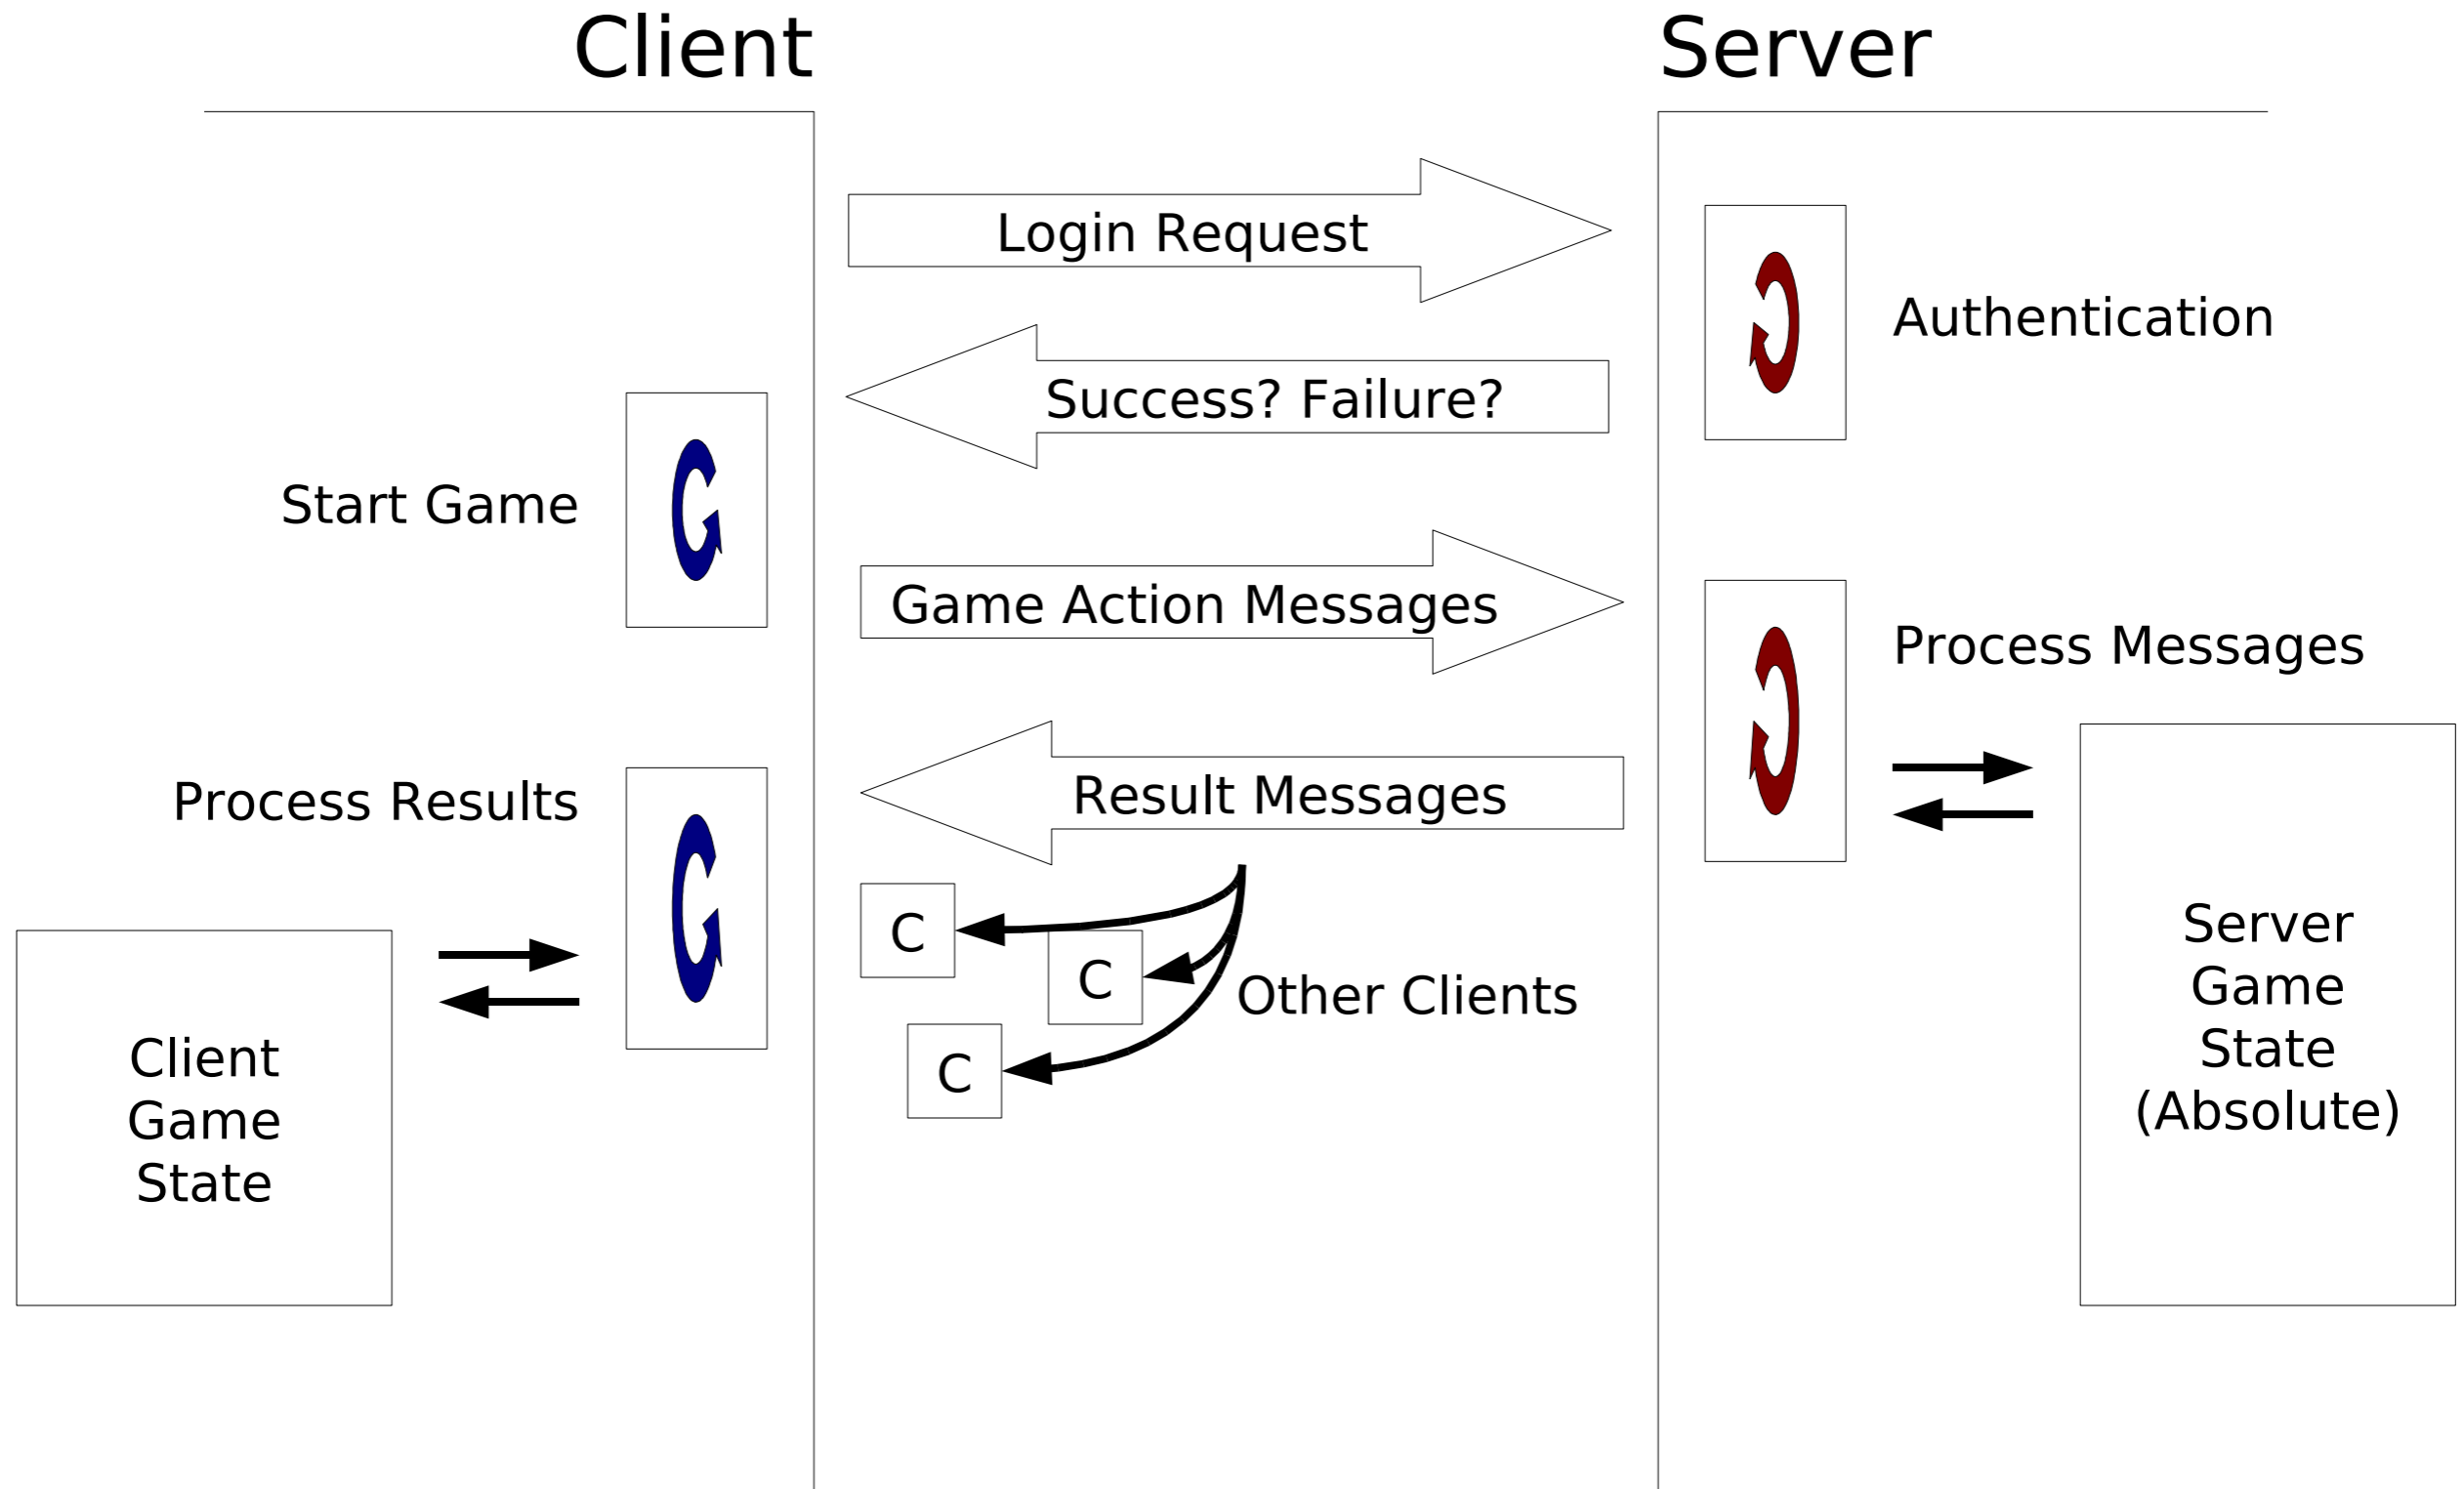 Client
Server
Login Request
Authentication
Success? Failure?
Start Game
Game Action Messages
Process Messages
Result Messages
Process Results
C
C
C
Other Clients
Client
Game
State
Server
Game
State
(Absolute)